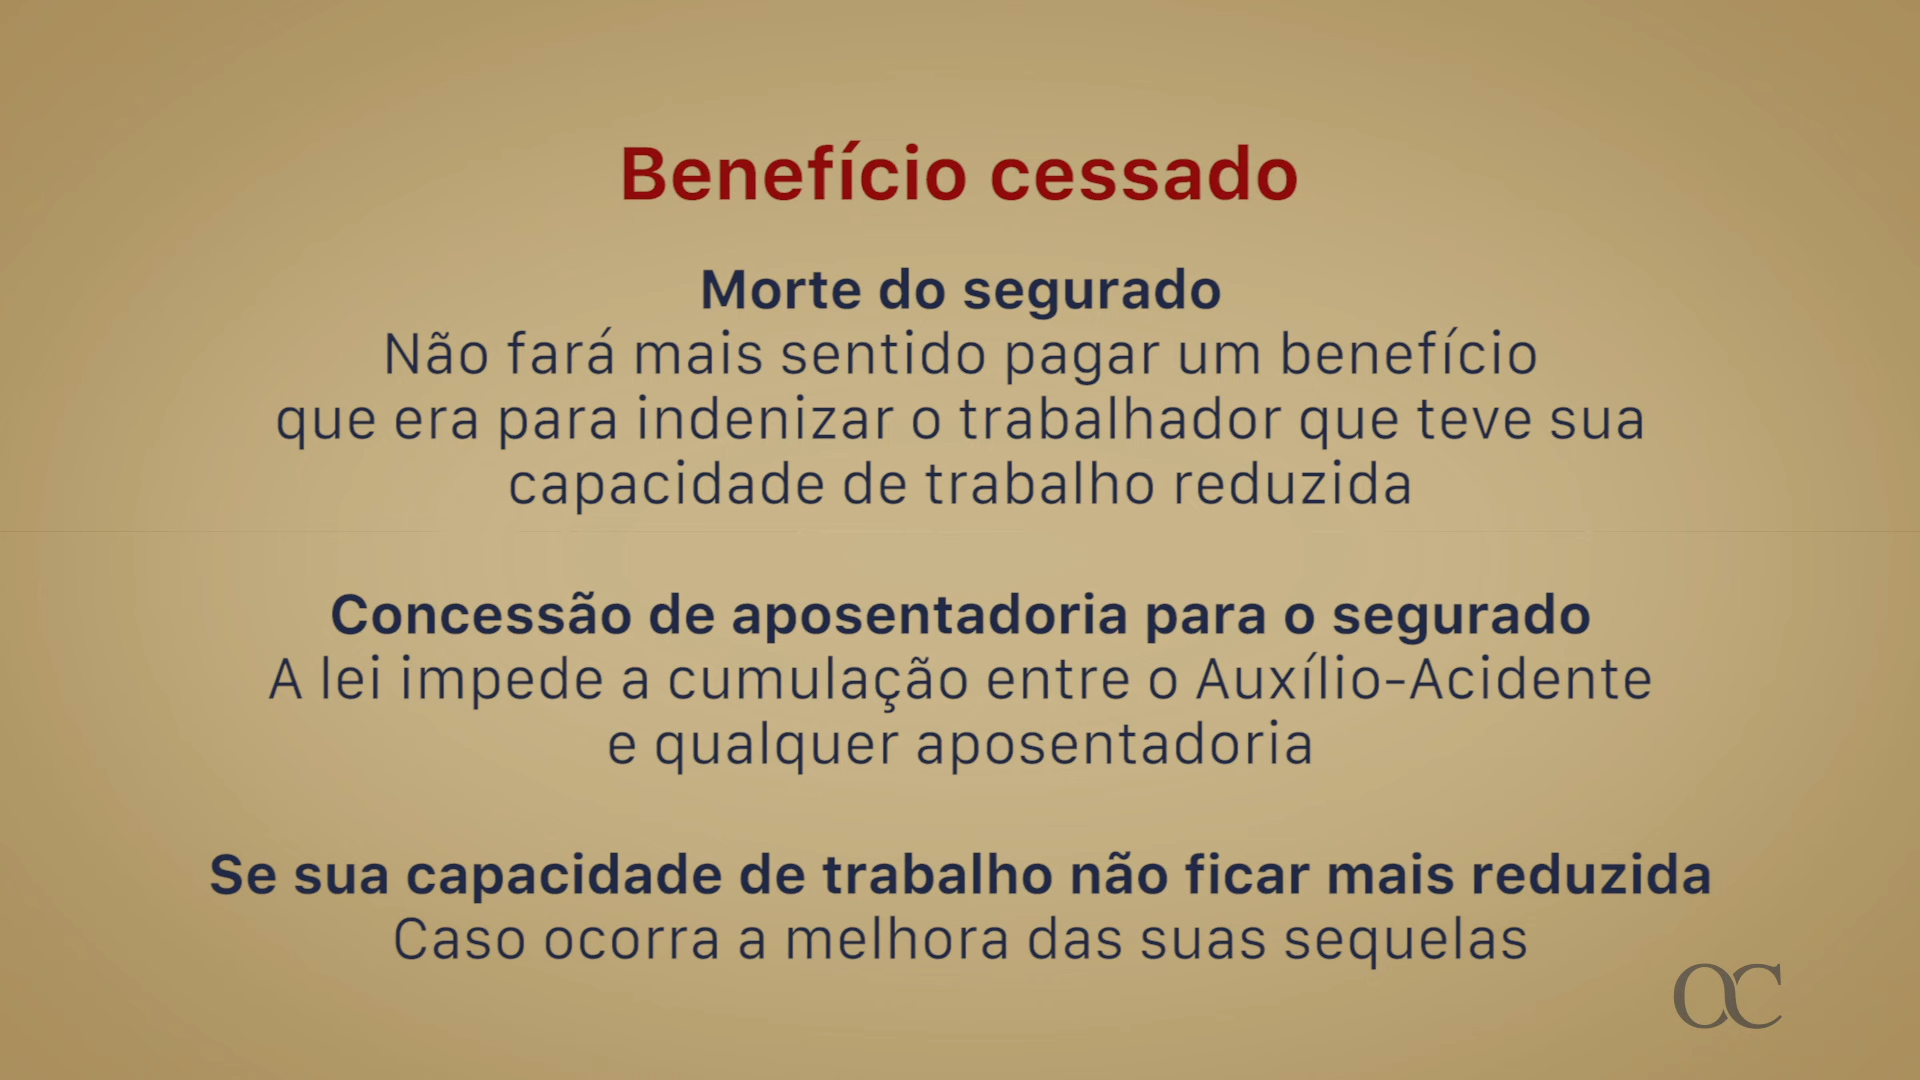 Benefício cessado
Morte do segurado
Não fará mais sentido pagar um benefício
que era para indenizar o trabalhador que teve sua
capacidade de trabalho reduzida
Concessão de aposentadoria para o segurado
A lei impede a cumulação entre o Auxílio-Acidente
e qualquer aposentadoria
Se sua capacidade de trabalho não ficar mais reduzida
Caso ocorra a melhora das suas sequelas
OC